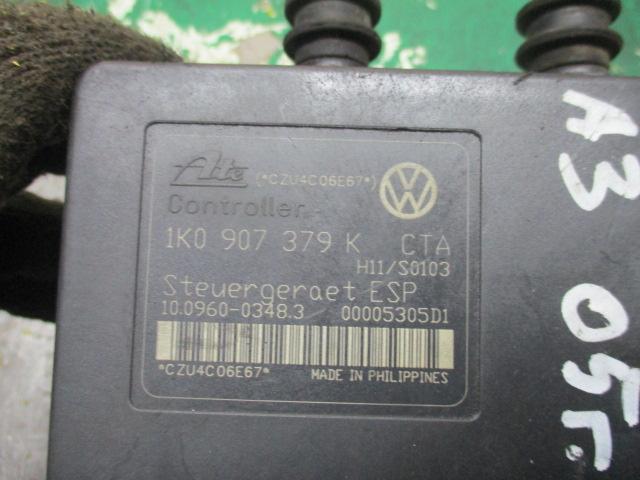 Ate (*CZU4C06E67*)
Controller
1K0 907 379 K CTA
H11/S0103
Steuergeraet ESP
10.0960-0348.3 00005305D1
*CZU4C06E67* MADE IN PHILIPPINES
A3 05г.